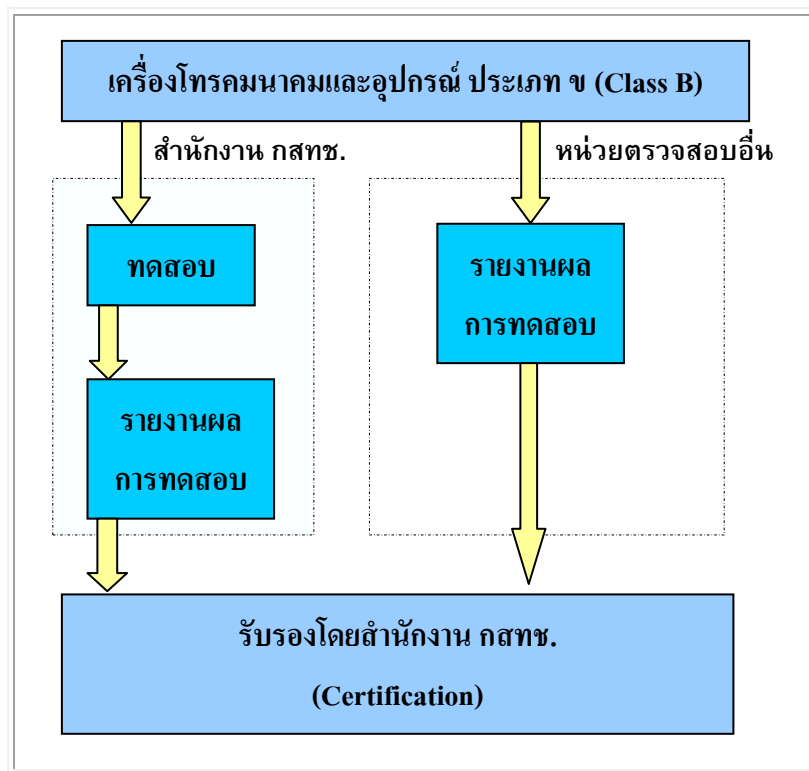 เครื่องโทรคมนาคมและอุปกรณ์ ประเภท ข (Class B)
สำนักงาน กสทช.
หน่วยตรวจสอบอื่น
ทดสอบ
รายงานผล
การทดสอบ
รายงานผล
การทดสอบ
รับรองโดยสำนักงาน กสทช.
(Certification)